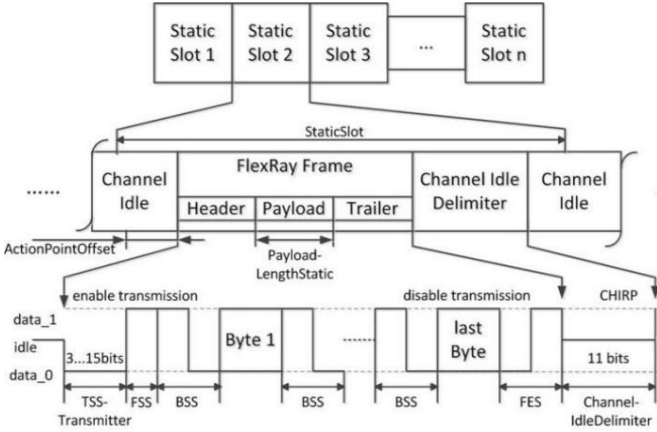 Static Slot 1
Static Slot 2
Static Slot 3
...
Static Slot n
StaticSlot
......
Channel Idle
FlexRay Frame
Header
Payload
Trailer
Channel Idle Delimiter
Channel Idle
ActionPointOffset
Payload-
LengthStatic
enable transmission
disable transmission
CHIRP
data_1
idle
data_0
3...15bits
Byte 1
......
last
Byte
11 bits
TSS-
Transmitter
FSS
BSS
BSS
BSS
FES
Channel-
IdleDelimiter